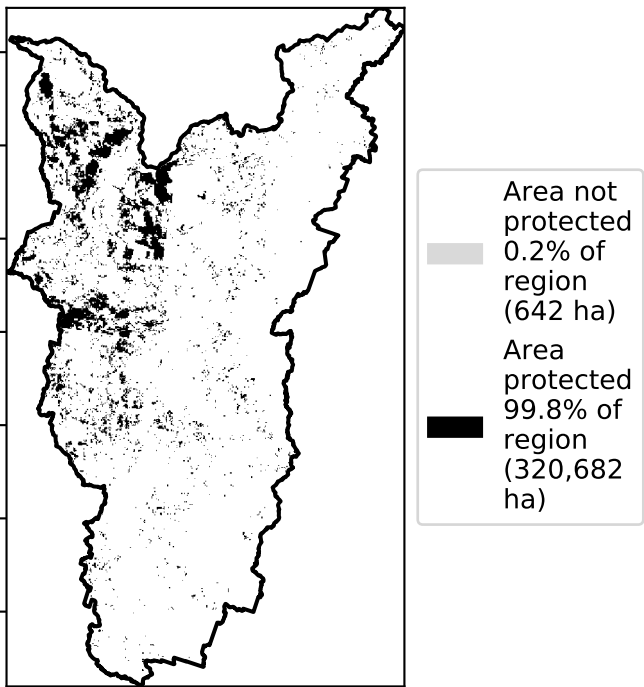 Area not
protected
0.2% of
region
(642 ha)
Area
protected
99.8% of
region
(320,682
ha)